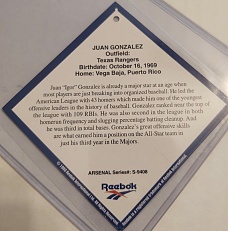 JUAN GONZALEZ
Outfield:
Texas Rangers
Birthdate: October 16, 1969
Home: Vega Baja, Puerto Rico
Juan "Igor" Gonzalez is already a major star at an age when
most players are just breaking into organized baseball. He led the
American League with 43 homers which made him one of the youngest
offensive leaders in the history of baseball. Gonzalez ranked near the top of
the league with 109 RBIs. He was also second in the league in both
homerun frequency and slugging percentage batting cleanup. And
he was third in total bases. Gonzalez's great offensive skills
are what earned him a position on the All-Star team in
just his third year in the Majors.
ARSENAL Series#: S-9408
Reebok